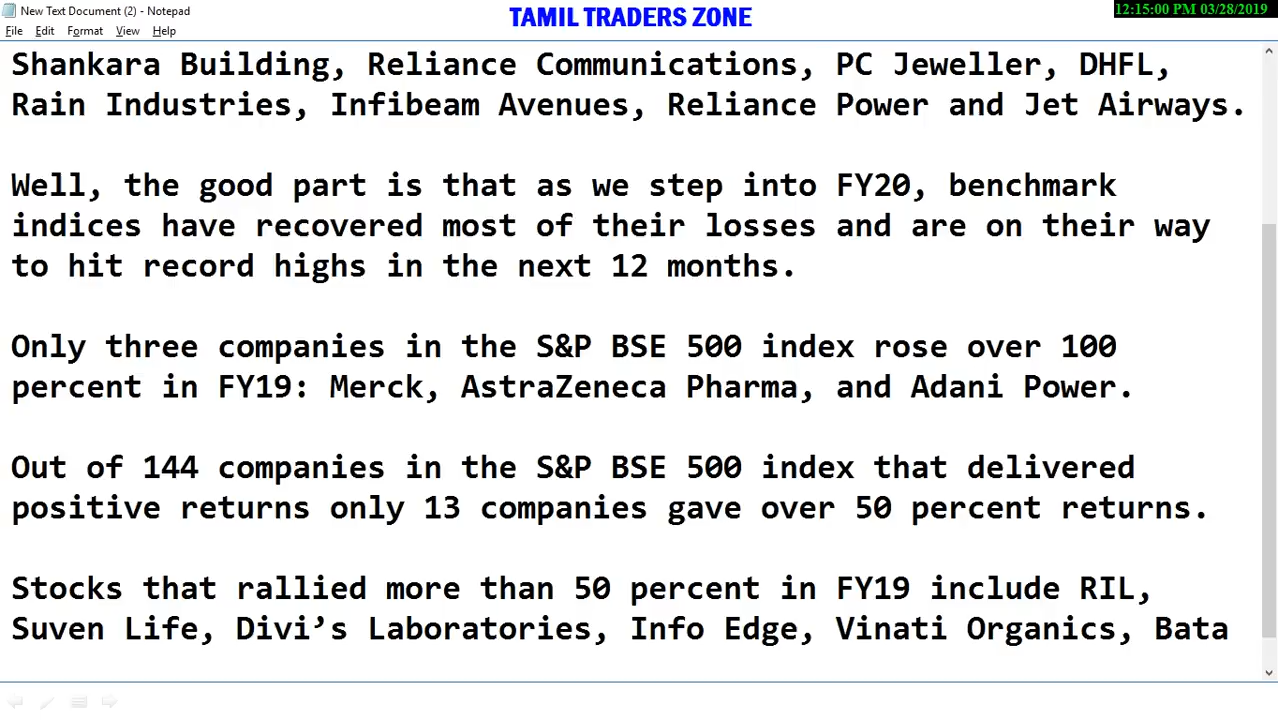 New Text Document (2) - Notepad
TAMIL TRADERS ZONE
12:15:00 PM 03/28/2019
File Edit Format View Help
Shankara Building, Reliance Communications, PC Jeweller, DHFL,
Rain Industries, Infibeam Avenues, Reliance Power and Jet Airways.
Well, the good part is that as we step into FY20, benchmark
indices have recovered most of their losses and are on their way
to hit record highs in the next 12 months.
Only three companies in the S&P BSE 500 index rose over 100
percent in FY19: Merck, AstraZeneca Pharma, and Adani Power.
Out of 144 companies in the S&P BSE 500 index that delivered
positive returns only 13 companies gave over 50 percent returns.
Stocks that rallied more than 50 percent in FY19 include RIL,
Suven Life, Divi’s Laboratories, Info Edge, Vinati Organics, Bata